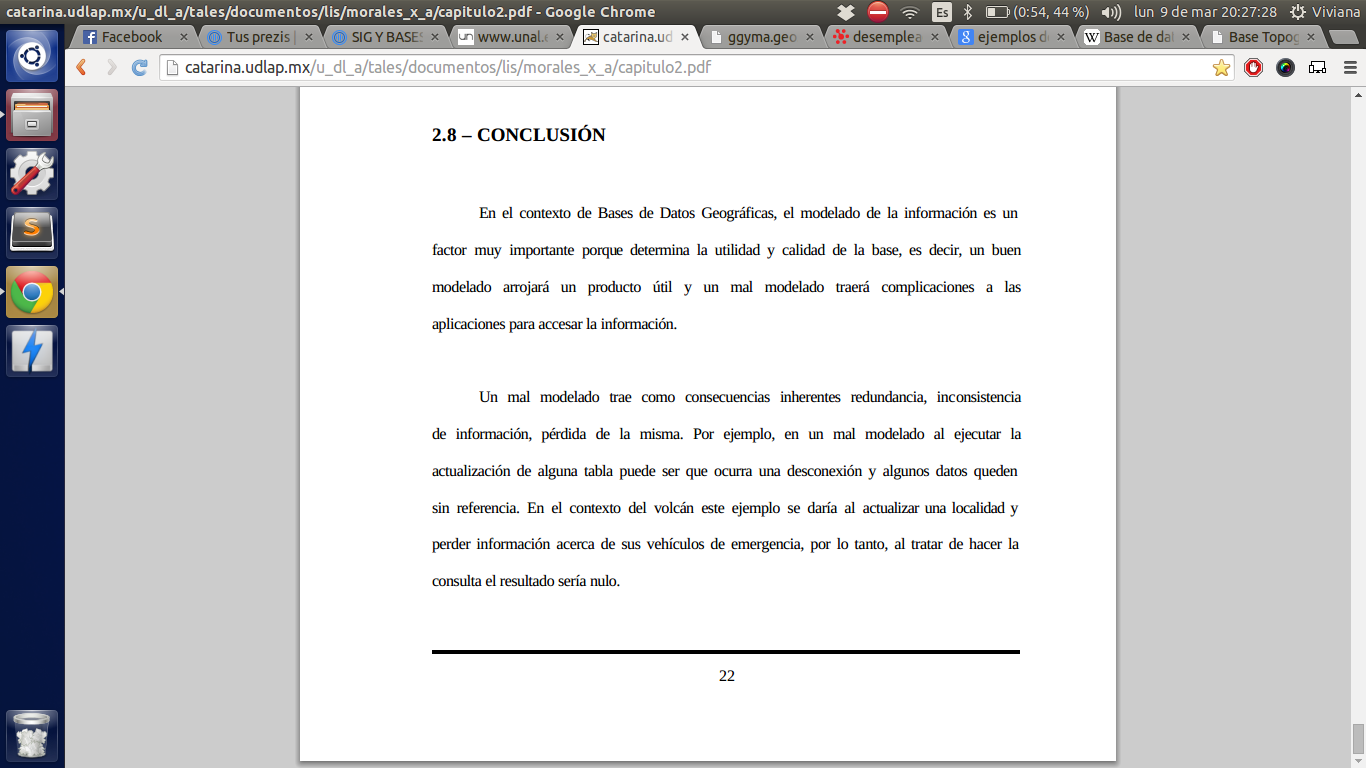 catarina.udlap.mx/u_dl_a/tales/documentos/lis/morales_x_a/capitulo2.pdf - Google Chrome
Es
(0:54, 44 %)
lun 9 de mar 20:27:28
Viviana
Facebook
Tus prezis |
SIG Y BASES
www.unal.e
catarina.ud
ggyma.geo
desemplea
ejemplos de
Base de dat
Base Topog
catarina.udlap.mx/u_dl_a/tales/documentos/lis/morales_x_a/capitulo2.pdf
2.8 – CONCLUSIÓN
En el contexto de Bases de Datos Geográficas, el modelado de la información es un
factor muy importante porque determina la utilidad y calidad de la base, es decir, un buen
modelado arrojará un producto útil y un mal modelado traerá complicaciones a las
aplicaciones para accesar la información.
Un mal modelado trae como consecuencias inherentes redundancia, inconsistencia
de información, pérdida de la misma. Por ejemplo, en un mal modelado al ejecutar la
actualización de alguna tabla puede ser que ocurra una desconexión y algunos datos queden
sin referencia. En el contexto del volcán este ejemplo se daría al actualizar una localidad y
perder información acerca de sus vehículos de emergencia, por lo tanto, al tratar de hacer la
consulta el resultado sería nulo.
22